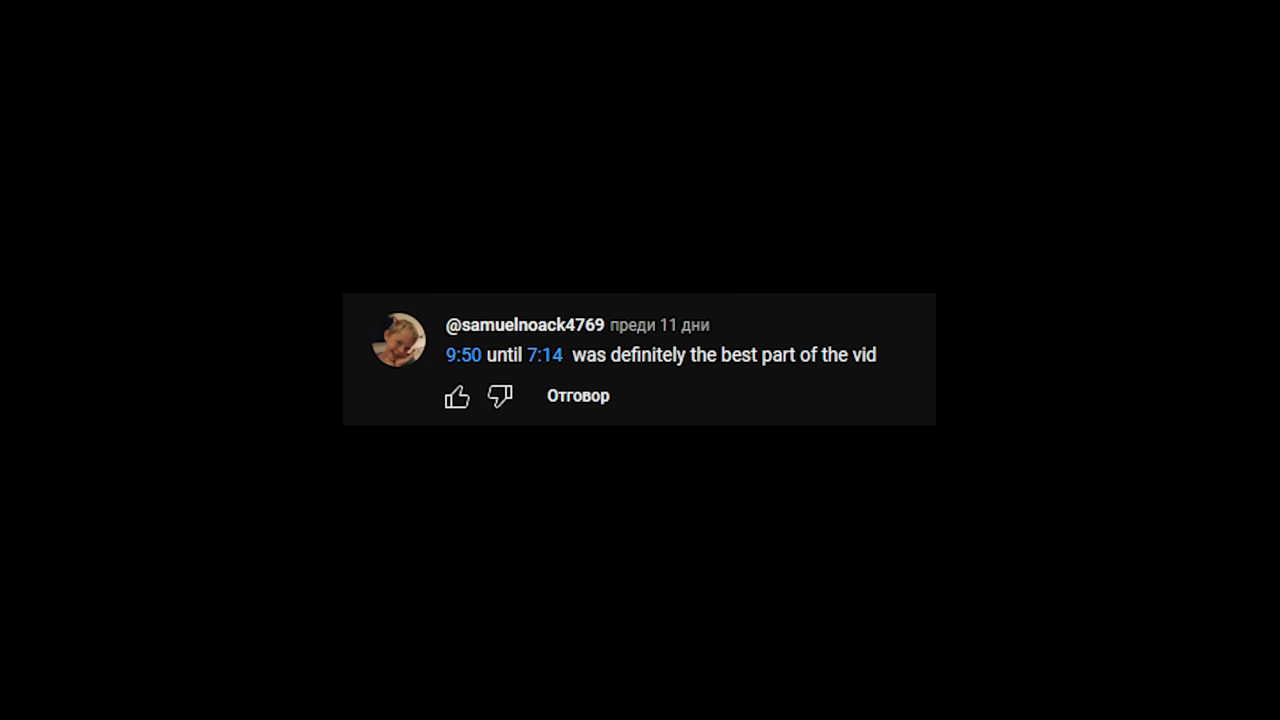 @samuelnoack4769 преди 11 дни
9:50 until 7:14 was definitely the best part of the vid
Отговор